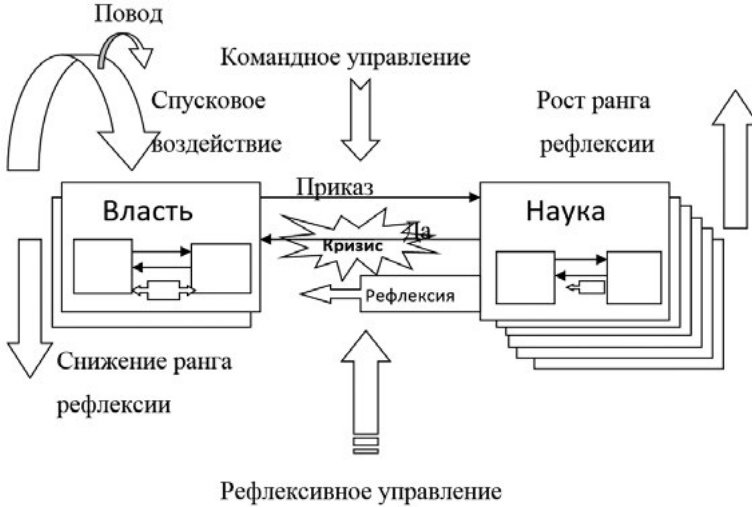 Повод
Командное управление
Спусковое
воздействие
Рост ранга
рефлексии
Приказ
Власть
Наука
Да
Кризис
Рефлексия
Снижение ранга
рефлексии
Рефлексивное управление